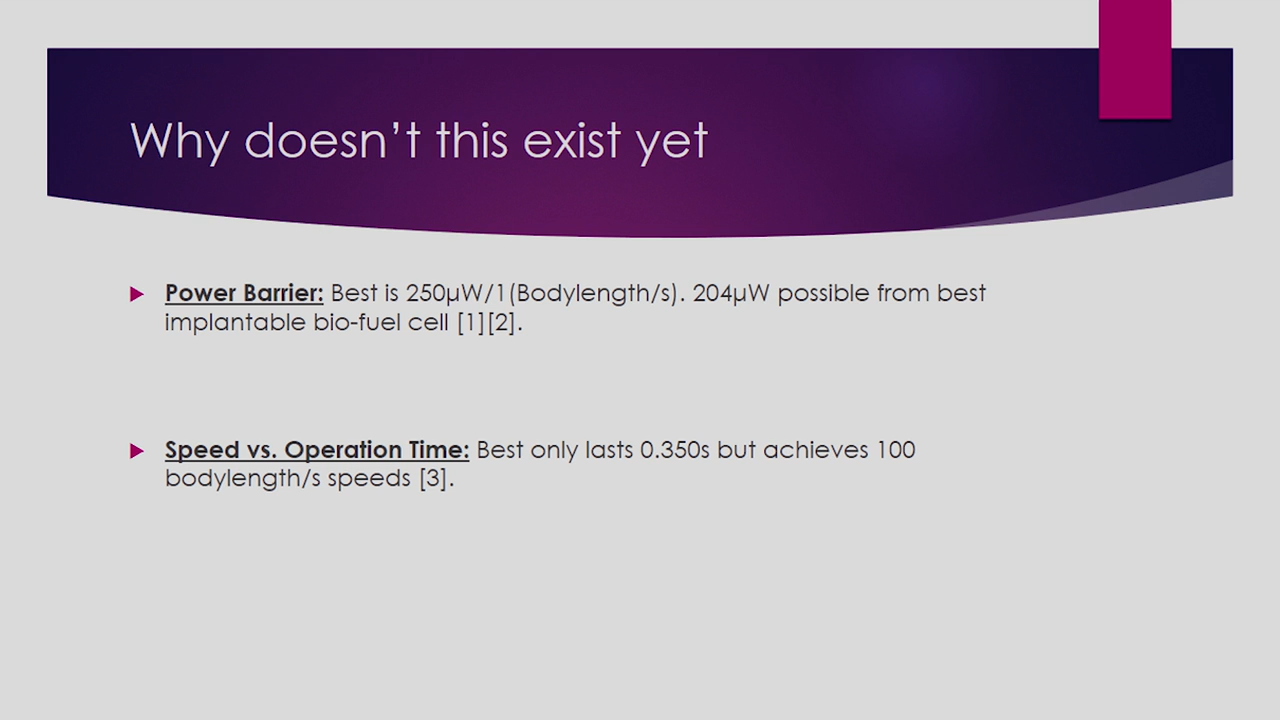 Why doesn’t this exist yet
Power Barrier: Best is 250µW/1(Bodylength/s). 204µW possible from best
implantable bio-fuel cell [1][2].
Speed vs. Operation Time: Best only lasts 0.350s but achieves 100
bodylength/s speeds [3].